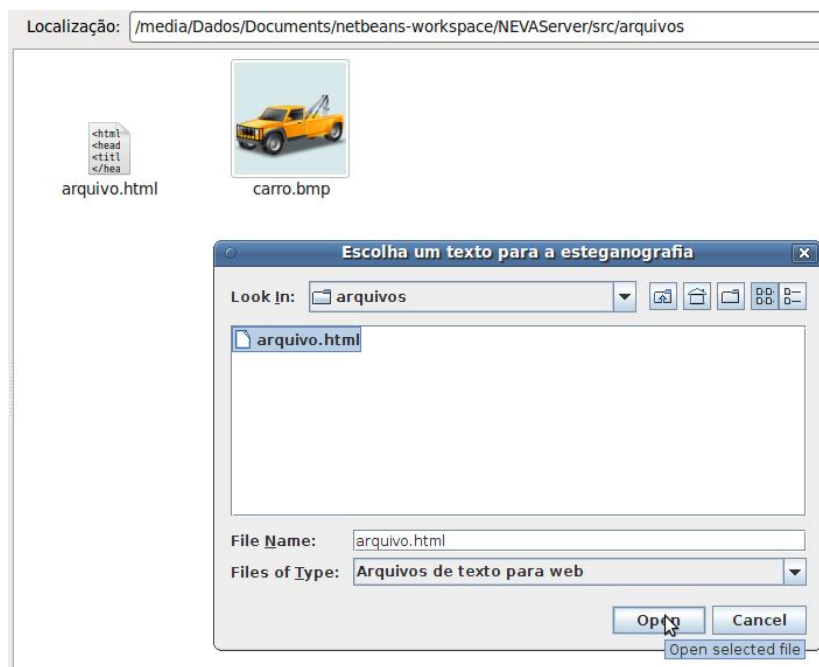 Localização: /media/Dados/Documents/netbeans-workspace/NEVAServer/src/arquivos
<html
<head
<titl
</hea
arquivo.html
carro.bmp
Escolha um texto para a esteganografia
Look In: arquivos
arquivo.html
File Name: arquivo.html
Files of Type: Arquivos de texto para web
Open Cancel
Open selected file